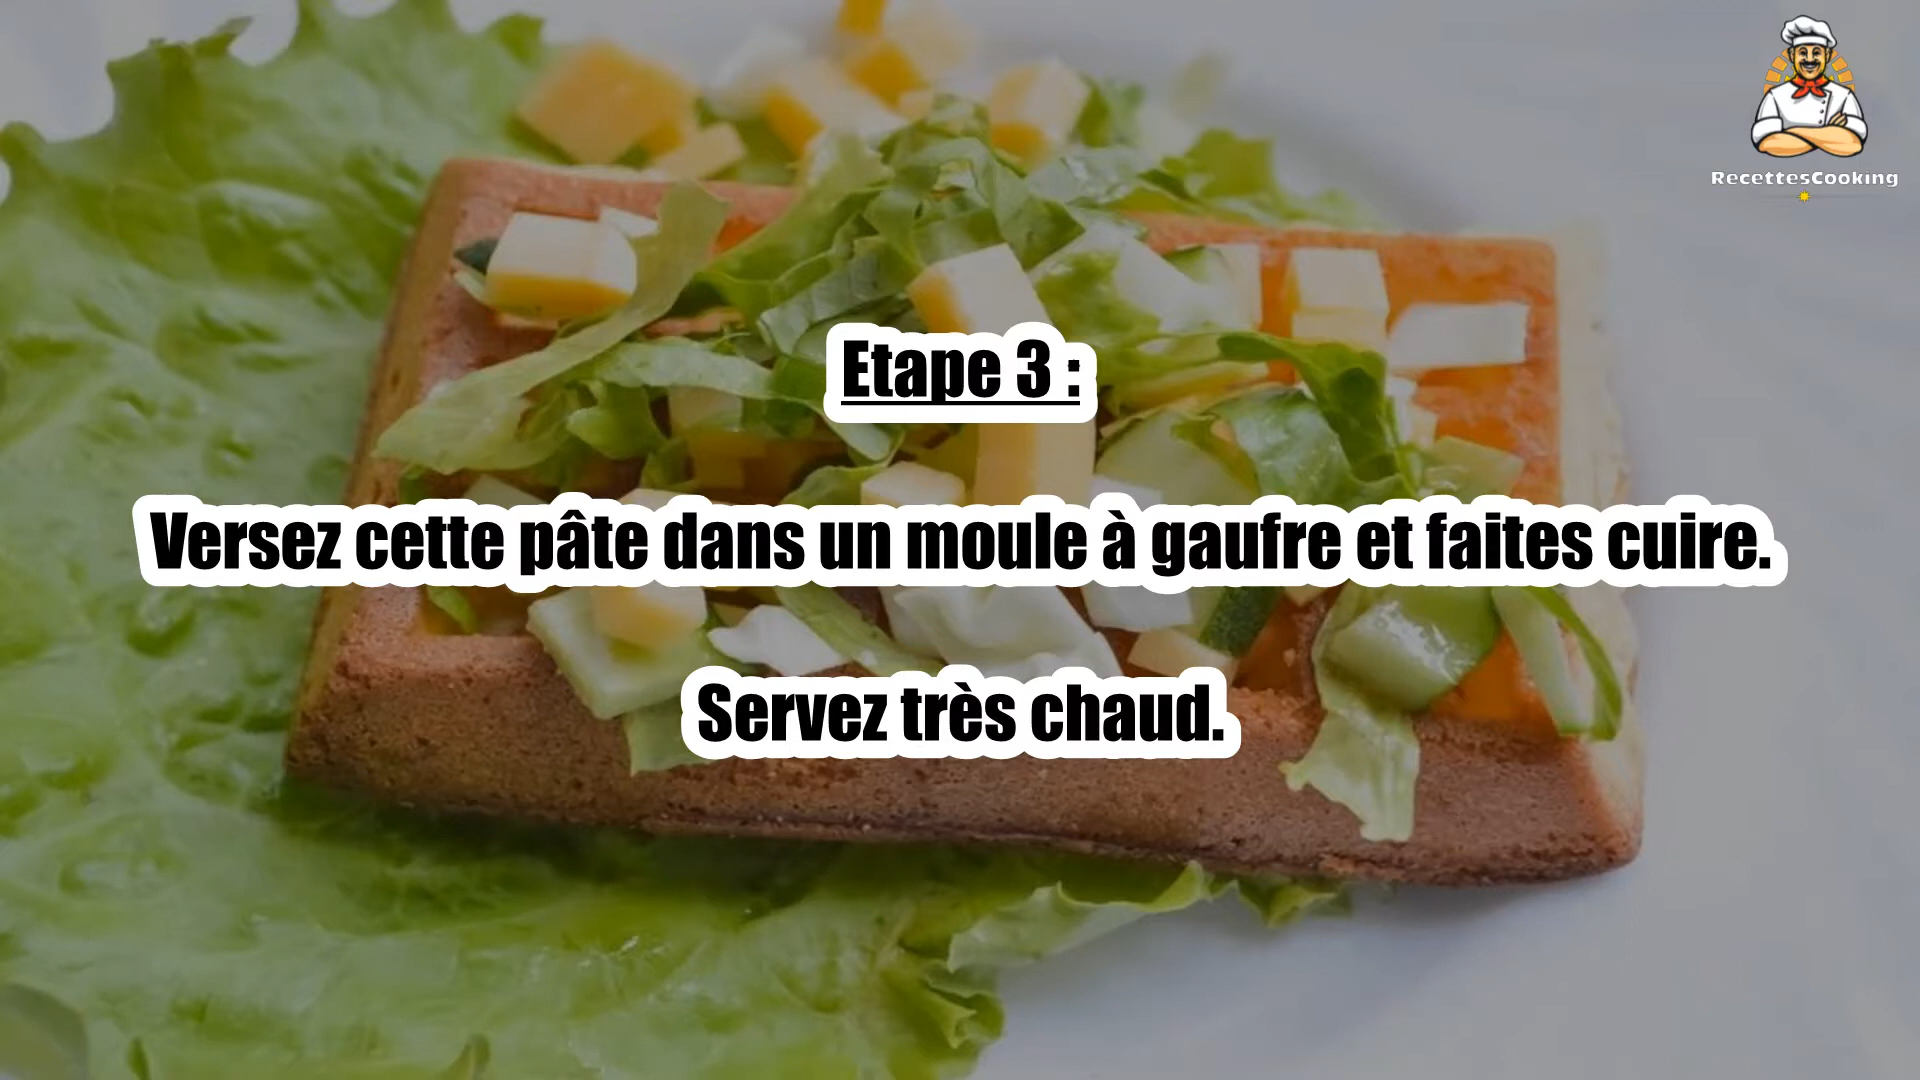 RecettesCooking
Etape 3 :
Versez cette pâte dans un moule à gaufre et faites cuire.
Servez très chaud.